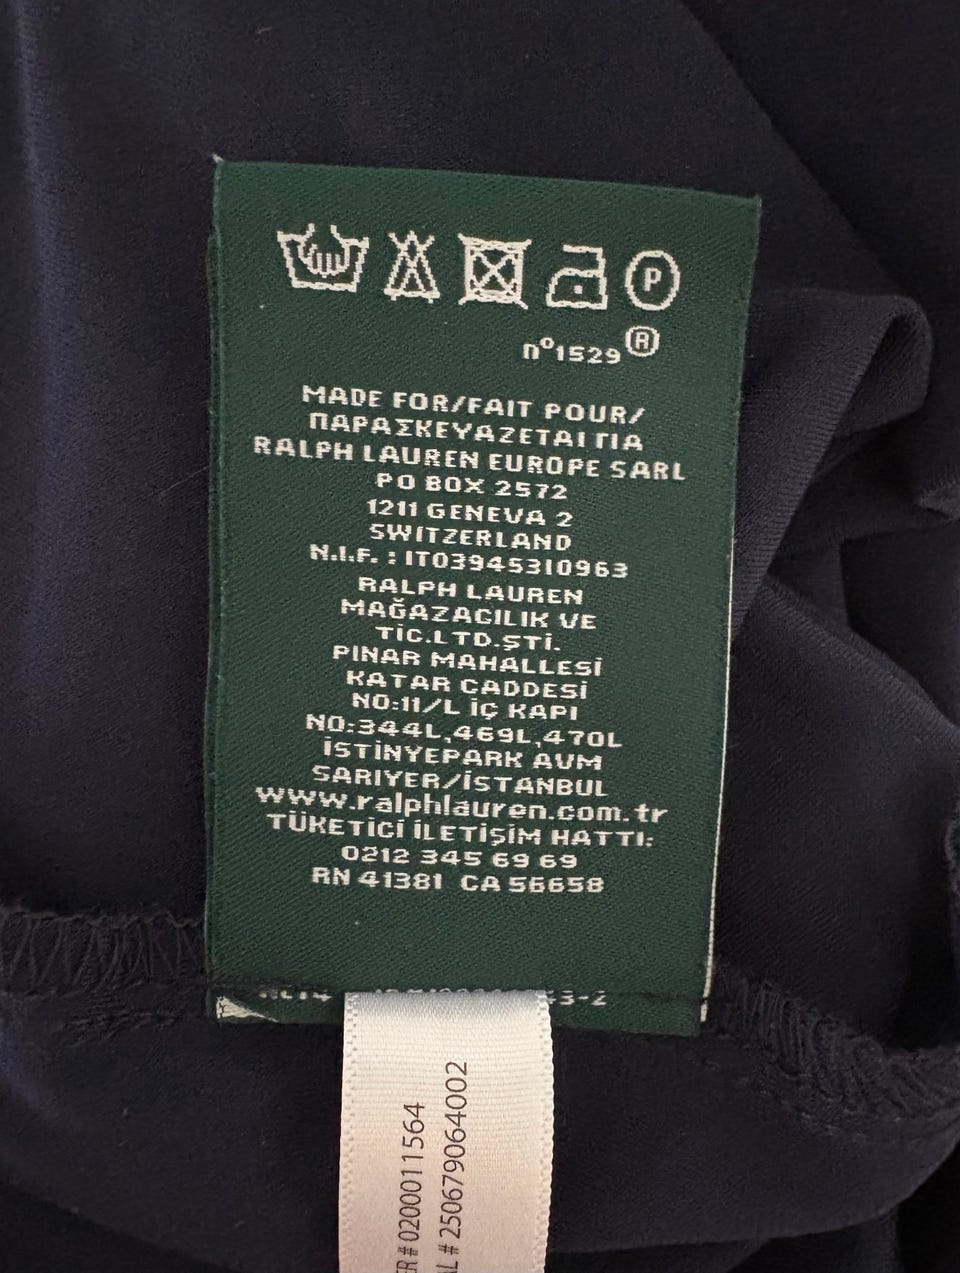 P
nº1529®
MADE FOR/FAIT POUR/
ΠΑΡΑΣΚΕΥΑΖΕΤΑΙ ΓΙΑ
RALPH LAUREN EUROPE SARL
PO BOX 2572
1211 GENEVA 2
SWITZERLAND
N.I.F. : IT03945310963
RALPH LAUREN
MAĞAZACILIK VE
TİC.LTD.ŞTİ.
PINAR MAHALLESİ
KATAR CADDESİ
NO:11/L İÇ KAPI
NO:344L,469L,470L
İSTİNYEPARK AVM
SARIYER/İSTANBUL
www.ralphlauren.com.tr
TÜKETİCİ İLETİŞİM HATTI:
0212 345 69 69
RN 41381 CA 56658
# 0200011564
# 250679064002